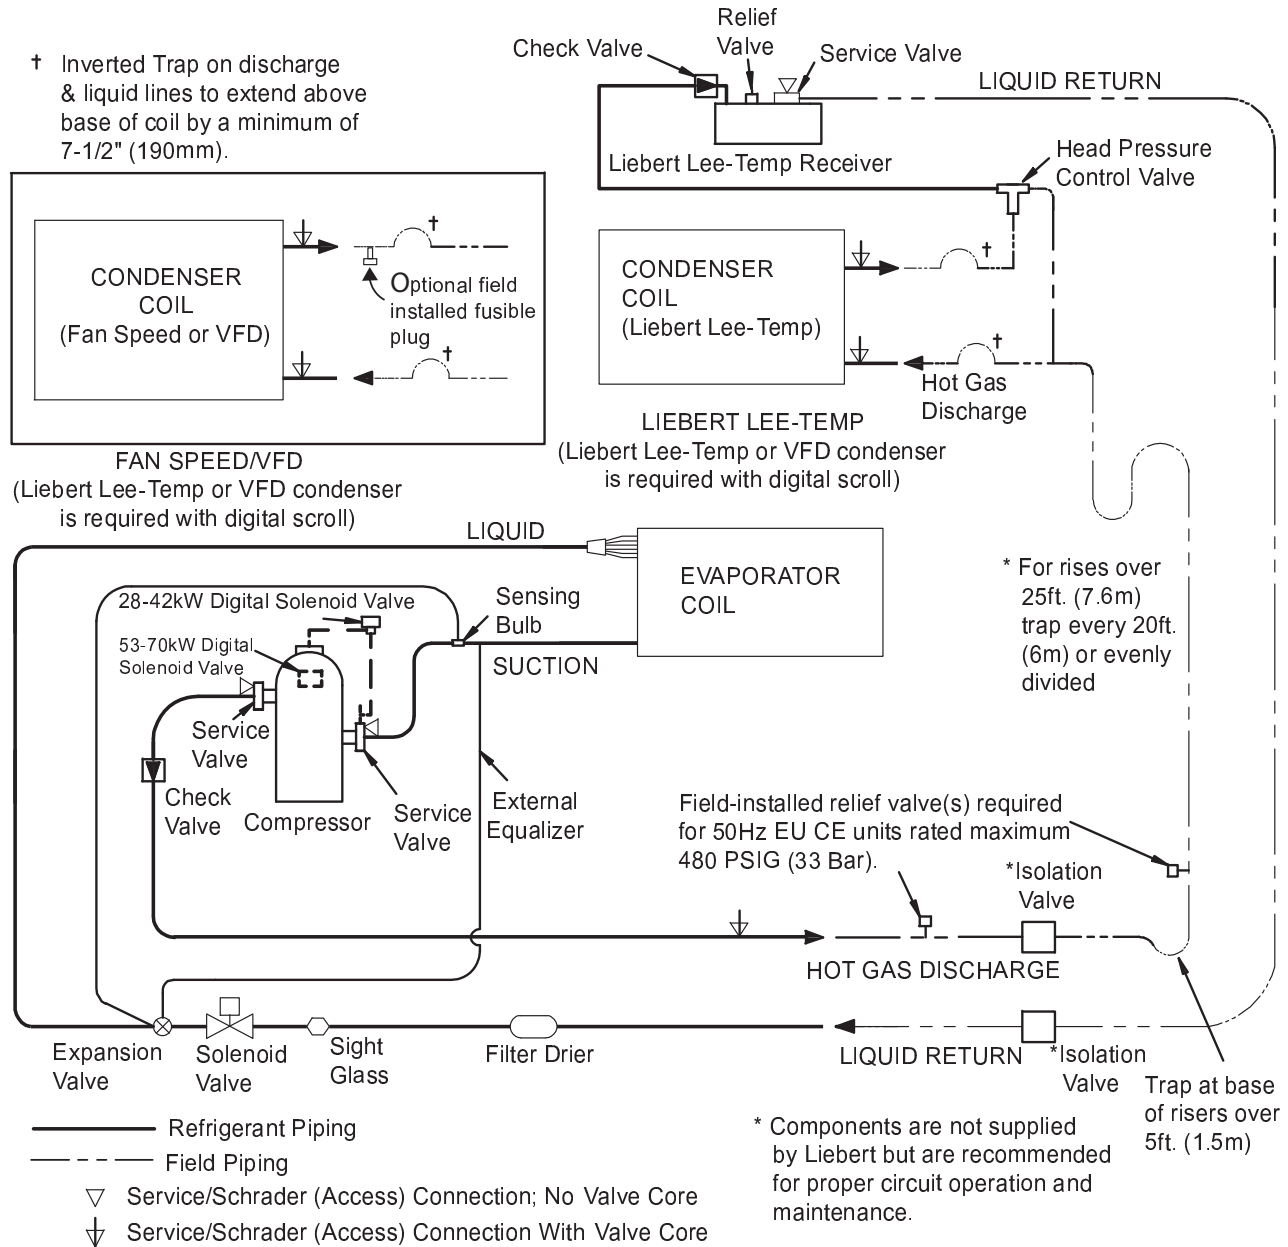 † Inverted Trap on discharge
& liquid lines to extend above
base of coil by a minimum of
7-1/2" (190mm).
Check Valve
Relief
Valve
Service Valve
LIQUID RETURN
Liebert Lee-Temp Receiver
Head Pressure
Control Valve
CONDENSER
COIL
(Fan Speed or VFD)
†
Optional field
installed fusible
plug
†
FAN SPEED/VFD
(Liebert Lee-Temp or VFD condenser
is required with digital scroll)
CONDENSER
COIL
(Liebert Lee-Temp)
†
†
Hot Gas
Discharge
LIEBERT LEE-TEMP
(Liebert Lee-Temp or VFD condenser
is required with digital scroll)
LIQUID
EVAPORATOR
COIL
28-42kW Digital Solenoid Valve
Sensing
Bulb
53-70kW Digital
Solenoid Valve
SUCTION
* For rises over
25ft. (7.6m)
trap every 20ft.
(6m) or evenly
divided
Service
Valve
Check
Valve
Compressor
Service
Valve
External
Equalizer
Field-installed relief valve(s) required
for 50Hz EU CE units rated maximum
480 PSIG (33 Bar).
*Isolation
Valve
HOT GAS DISCHARGE
Expansion
Valve
Solenoid
Valve
Sight
Glass
Filter Drier
LIQUID RETURN
*Isolation
Valve
Trap at base
of risers over
5ft. (1.5m)
Refrigerant Piping
Field Piping
Service/Schrader (Access) Connection; No Valve Core
Service/Schrader (Access) Connection With Valve Core
* Components are not supplied
by Liebert but are recommended
for proper circuit operation and
maintenance.